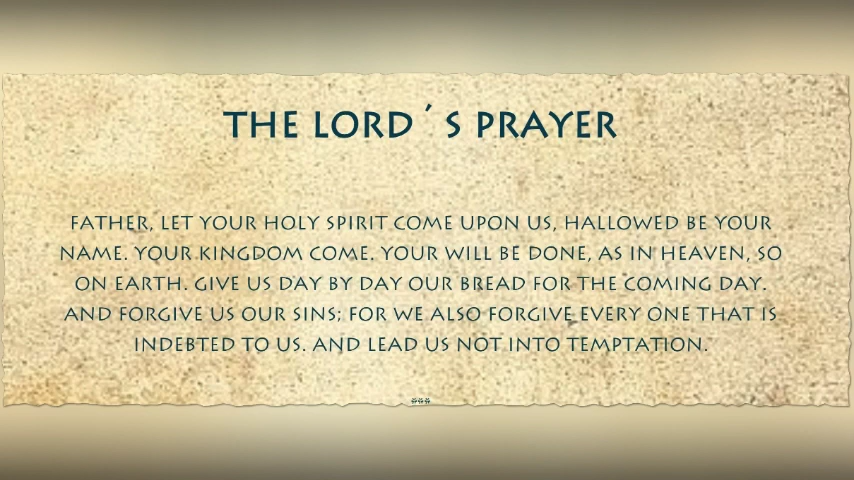 THE LORD´S PRAYER
FATHER, LET YOUR HOLY SPIRIT COME UPON US, HALLOWED BE YOUR
NAME. YOUR KINGDOM COME. YOUR WILL BE DONE, AS IN HEAVEN, SO
ON EARTH. GIVE US DAY BY DAY OUR BREAD FOR THE COMING DAY.
AND FORGIVE US OUR SINS; FOR WE ALSO FORGIVE EVERY ONE THAT IS
INDEBTED TO US. AND LEAD US NOT INTO TEMPTATION.